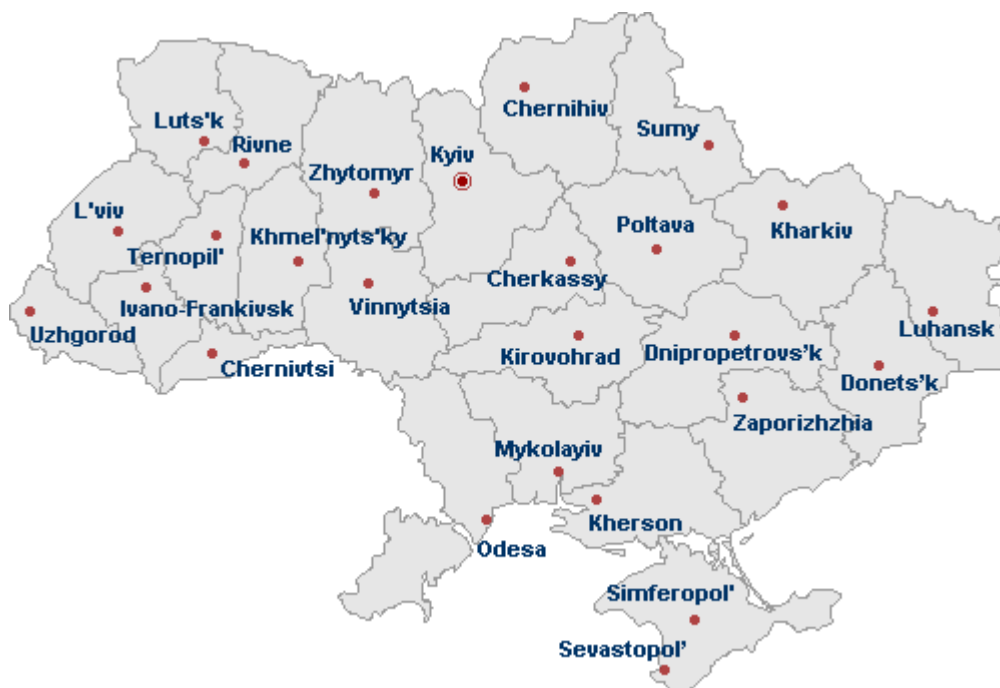 Chernihiv
Luts'k
Sumy
Rivne
Kyiv
Zhytomyr
L'viv
Poltava
Kharkiv
Khmel'nyts'ky
Ternopil'
Cherkassy
Ivano-Frankivsk
Vinnytsia
Uzhgorod
Luhansk
Kirovohrad
Dnipropetrovs’k
Chernivtsi
Donets’k
Zaporizhzhia
Mykolayiv
Kherson
Odesa
Simferopol'
Sevastopol’